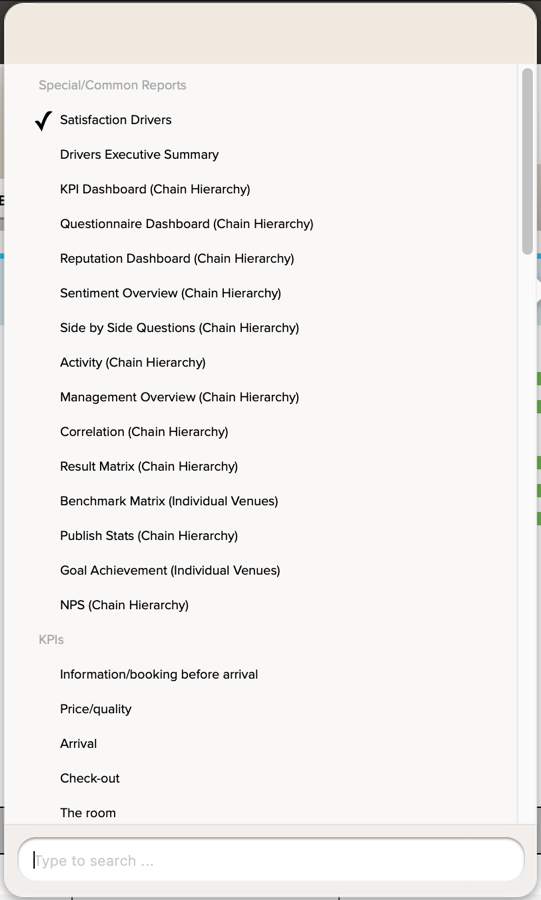 Special/Common Reports
Satisfaction Drivers
Drivers Executive Summary
KPI Dashboard (Chain Hierarchy)
Questionnaire Dashboard (Chain Hierarchy)
Reputation Dashboard (Chain Hierarchy)
Sentiment Overview (Chain Hierarchy)
Side by Side Questions (Chain Hierarchy)
Activity (Chain Hierarchy)
Management Overview (Chain Hierarchy)
Correlation (Chain Hierarchy)
Result Matrix (Chain Hierarchy)
Benchmark Matrix (Individual Venues)
Publish Stats (Chain Hierarchy)
Goal Achievement (Individual Venues)
NPS (Chain Hierarchy)
KPIs
Information/booking before arrival
Price/quality
Arrival
Check-out
The room
Type to search ...